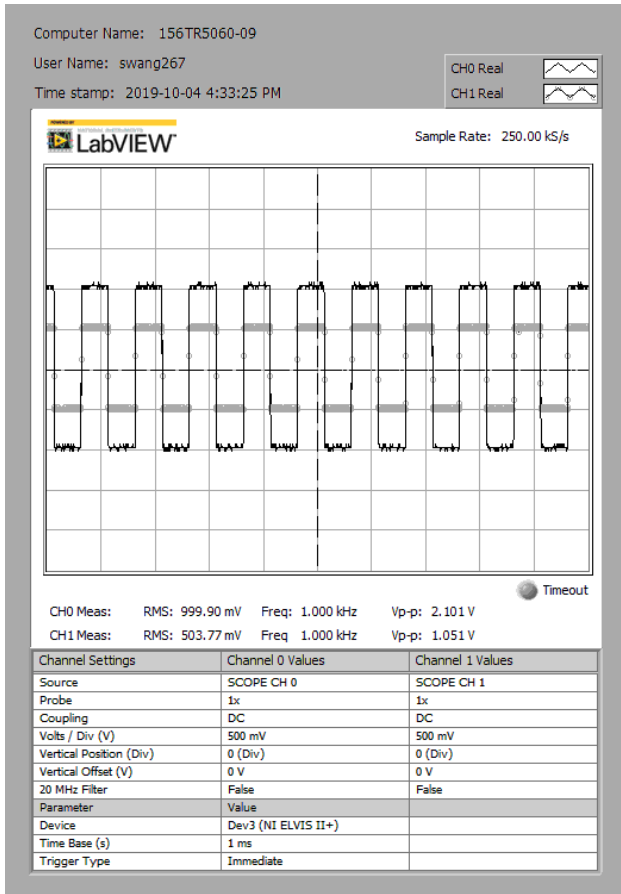 Computer Name: 156TR5060-09
User Name: swang267
Time stamp: 2019-10-04 4:33:25 PM
CH0 Real
CH1 Real
POWERED BY
NATIONAL INSTRUMENTS
LabVIEW™
Sample Rate: 250.00 kS/s
Timeout
CH0 Meas: RMS: 999.90 mV Freq: 1.000 kHz Vp-p: 2.101 V
CH1 Meas: RMS: 503.77 mV Freq 1.000 kHz Vp-p: 1.051 V
Channel Settings Channel 0 Values Channel 1 Values
Source SCOPE CH 0 SCOPE CH 1
Probe 1x 1x
Coupling DC DC
Volts / Div (V) 500 mV 500 mV
Vertical Position (Div) 0 (Div) 0 (Div)
Vertical Offset (V) 0 V 0 V
20 MHz Filter False False
Parameter Value
Device Dev3 (NI ELVIS II+)
Time Base (s) 1 ms
Trigger Type Immediate